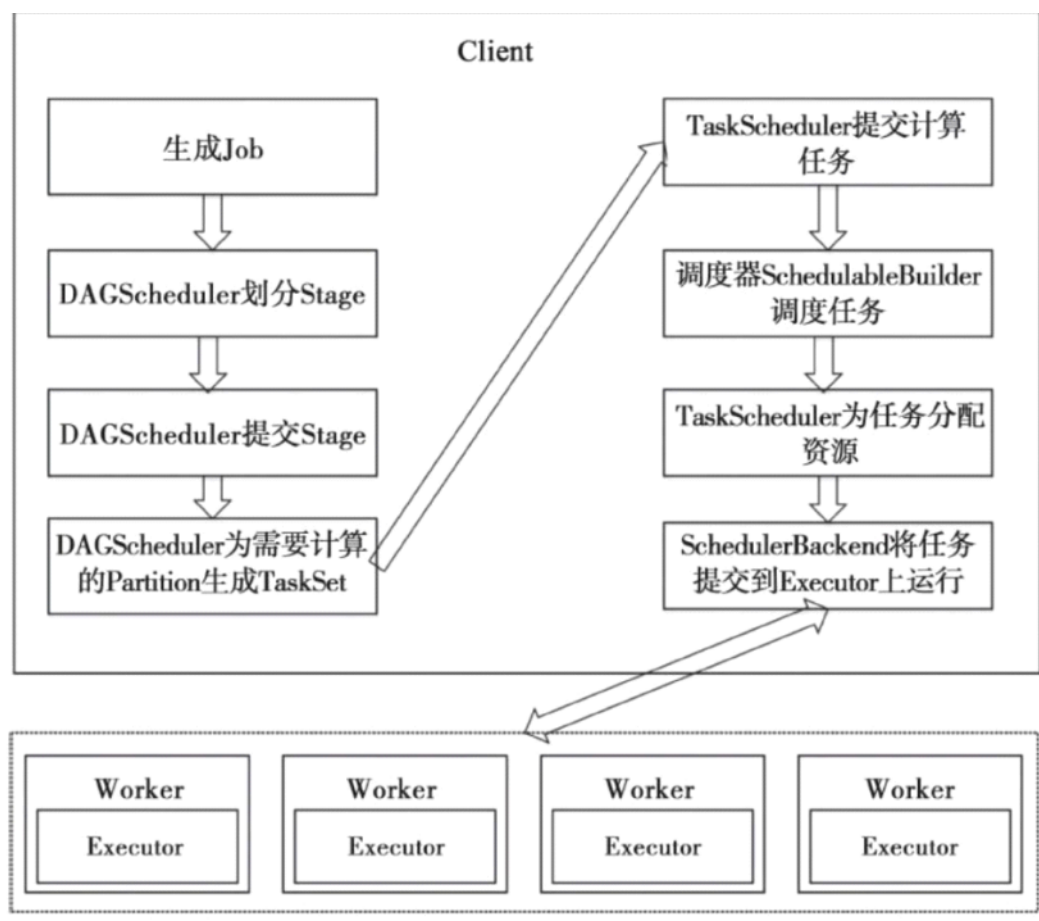 Client
生成Job
DAGScheduler划分Stage
DAGScheduler提交Stage
DAGScheduler为需要计算
的Partition生成TaskSet
TaskScheduler提交计算
任务
调度器SchedulableBuilder
调度任务
TaskScheduler为任务分配
资源
SchedulerBackend将任务
提交到Executor上运行
Worker
Executor
Worker
Executor
Worker
Executor
Worker
Executor